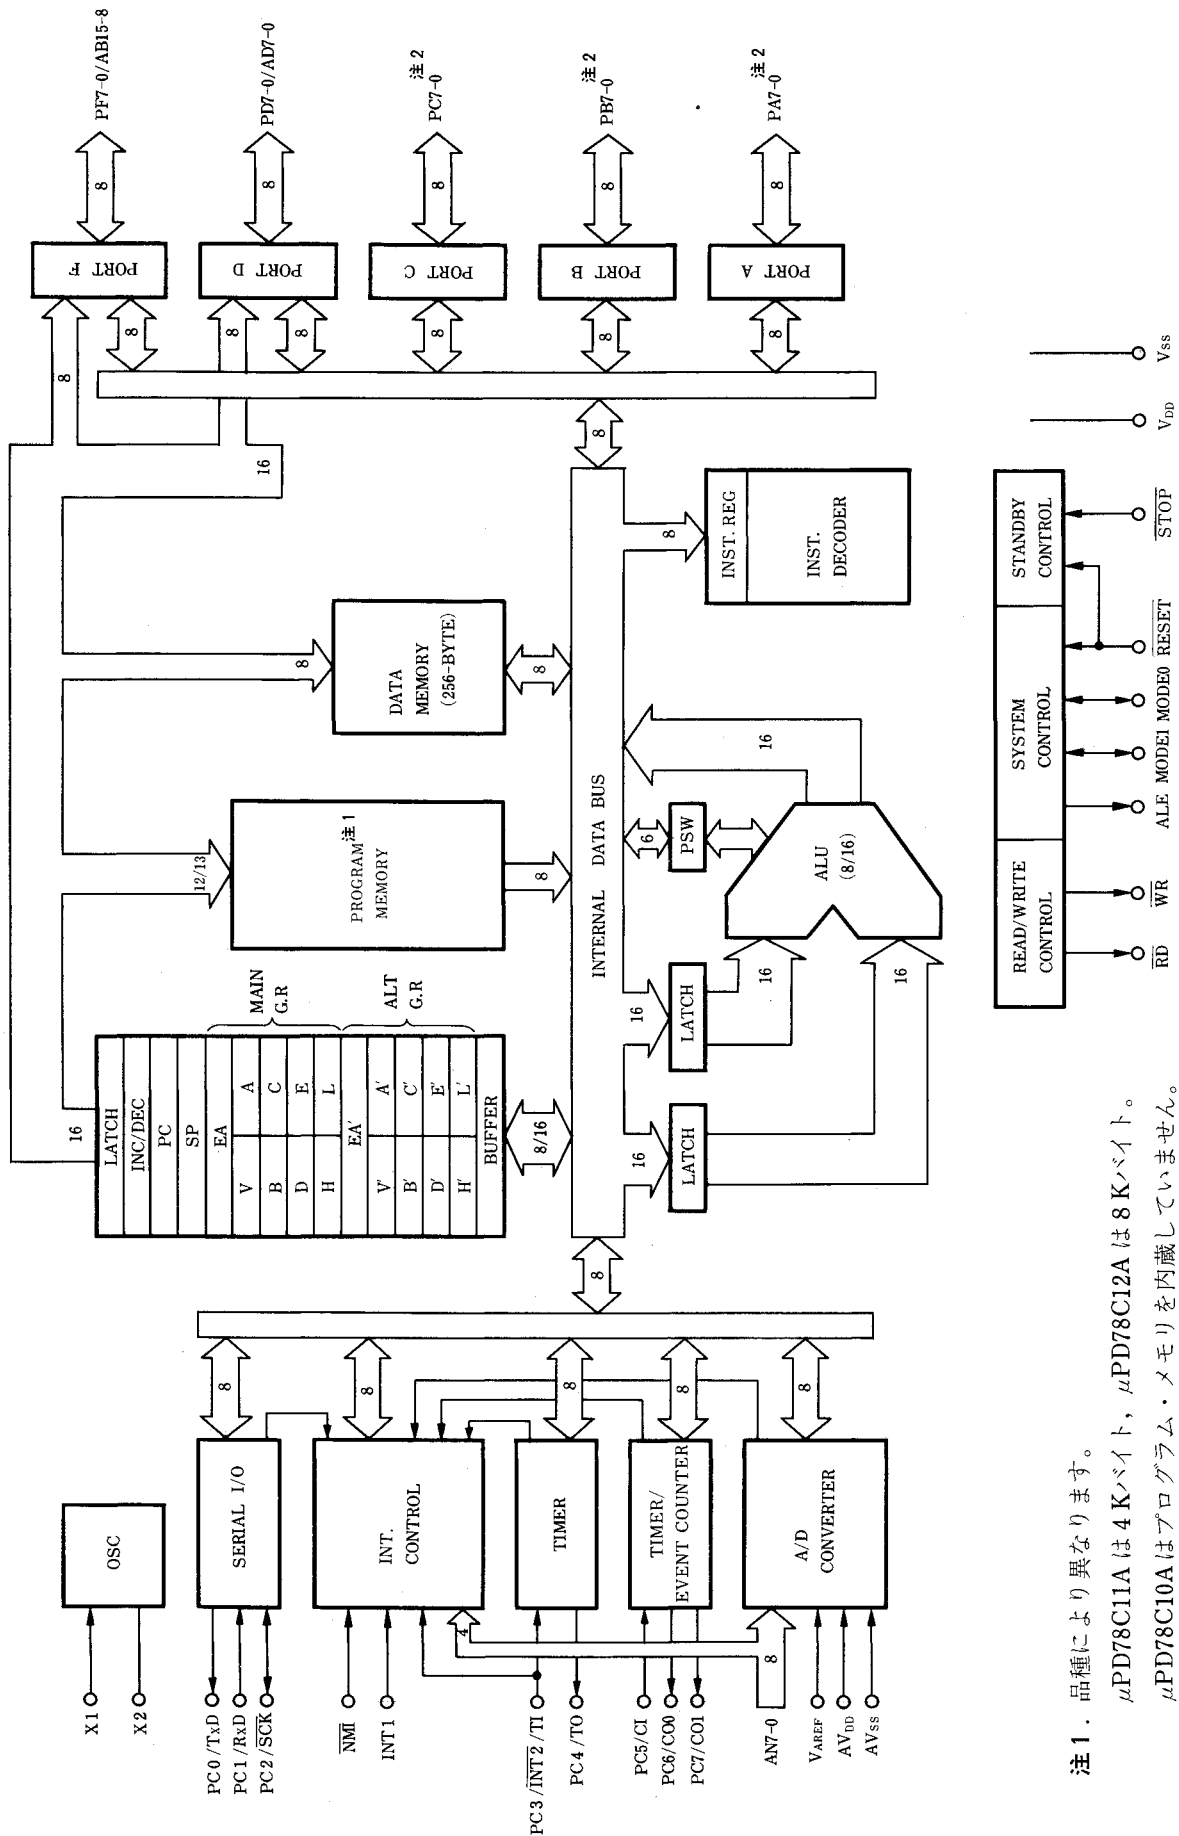 X1
X2
OSC
PC0/TxD
PC1/RxD
PC2/SCK
SERIAL I/O
8
NMI
INT1
INT.
CONTROL
8
4
PC3/INT2/TI
PC4/TO
TIMER
8
PC5/CI
PC6/CO0
PC7/CO1
TIMER/
EVENT COUNTER
8
AN7-0
8
VAREF
AVDD
AVSS
A/D
CONVERTER
8
8
16
LATCH
INC/DEC
PC
SP
EA
V A
B C
D E
H L
EA′
V′ A′
B′ C′
D′ E′
H′ L′
BUFFER
MAIN
G.R
ALT
G.R
8/16
12/13
PROGRAM注1
MEMORY
8
8
DATA
MEMORY
(256-BYTE)
8
16
8
8
INTERNAL DATA BUS
8
16
LATCH
16
LATCH
16
16
6
PSW
ALU
(8/16)
16
8
INST. REG
INST.
DECODER
PORT F
8
8
PF7-0/AB15-8
PORT D
8
8
PD7-0/AD7-0
PORT C
8
8
PC7-0注2
PORT B
8
8
PB7-0注2
PORT A
8
8
PA7-0注2
READ/WRITE
CONTROL
SYSTEM
CONTROL
STANDBY
CONTROL
RD
WR
ALE
MODE1
MODE0
RESET
STOP
VDD
VSS
注1. 品種により異なります。
μPD78C11Aは4Kバイト，μPD78C12Aは8Kバイト。
μPD78C10Aはプログラム・メモリを内蔵していません。